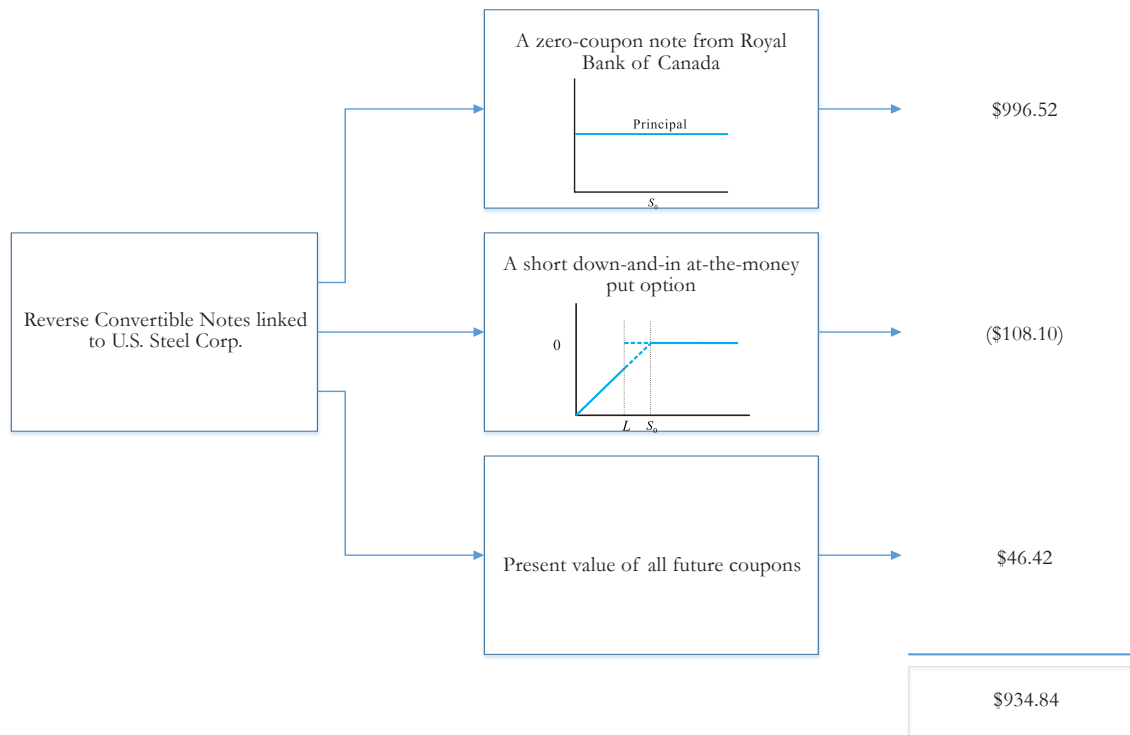 A zero-coupon note from Royal
Bank of Canada
Principal
S₀
$996.52
Reverse Convertible Notes linked
to U.S. Steel Corp.
A short down-and-in at-the-money
put option
0
L S₀
($108.10)
Present value of all future coupons
$46.42
$934.84